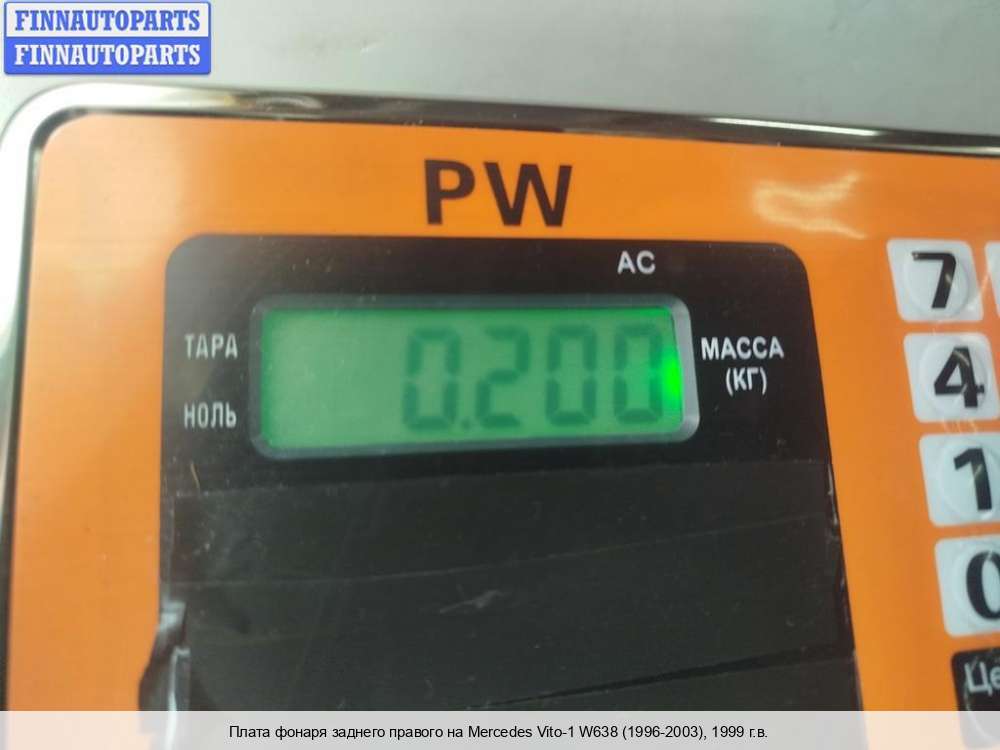 FINNAUTOPARTS
FINNAUTOPARTS
PW
AC
ТАРА
0.200
МАССА
(КГ)
НОЛЬ
7
4
1
0
Плата фонаря заднего правого на Mercedes Vito-1 W638 (1996-2003), 1999 г.в.